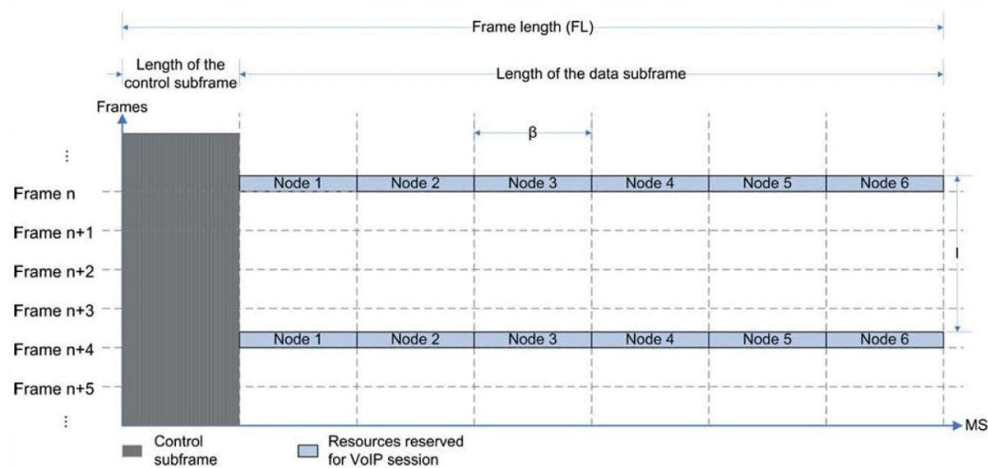 Frame length (FL)
Length of the
control subframe
Length of the data subframe
Frames
β
⋮
Frame n
Node 1 Node 2 Node 3 Node 4 Node 5 Node 6
Frame n+1
Frame n+2
I
Frame n+3
Frame n+4
Node 1 Node 2 Node 3 Node 4 Node 5 Node 6
Frame n+5
⋮
MS
Control
subframe
Resources reserved
for VoIP session